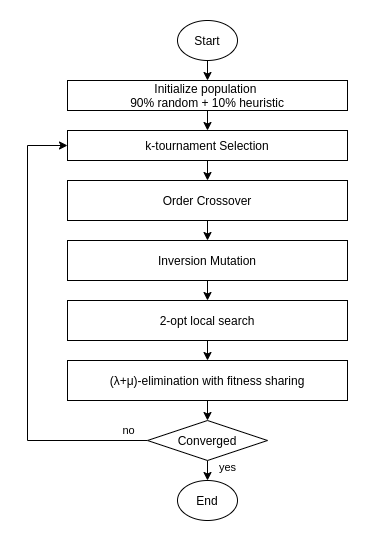 Start
Initialize population
90% random + 10% heuristic
k-tournament Selection
Order Crossover
Inversion Mutation
2-opt local search
(λ+μ)-elimination with fitness sharing
Converged
no
yes
End